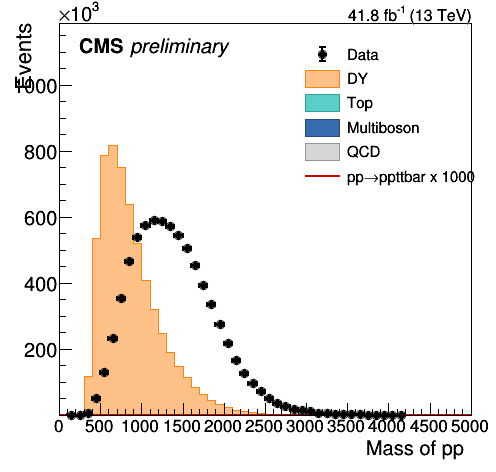 ×10³
41.8 fb⁻¹ (13 TeV)
Events
CMS preliminary
Data
DY
Top
Multiboson
QCD
pp→ppttbar x 1000
1000
800
600
400
200
0 500 1000 1500 2000 2500 3000 3500 4000 4500 5000
Mass of pp